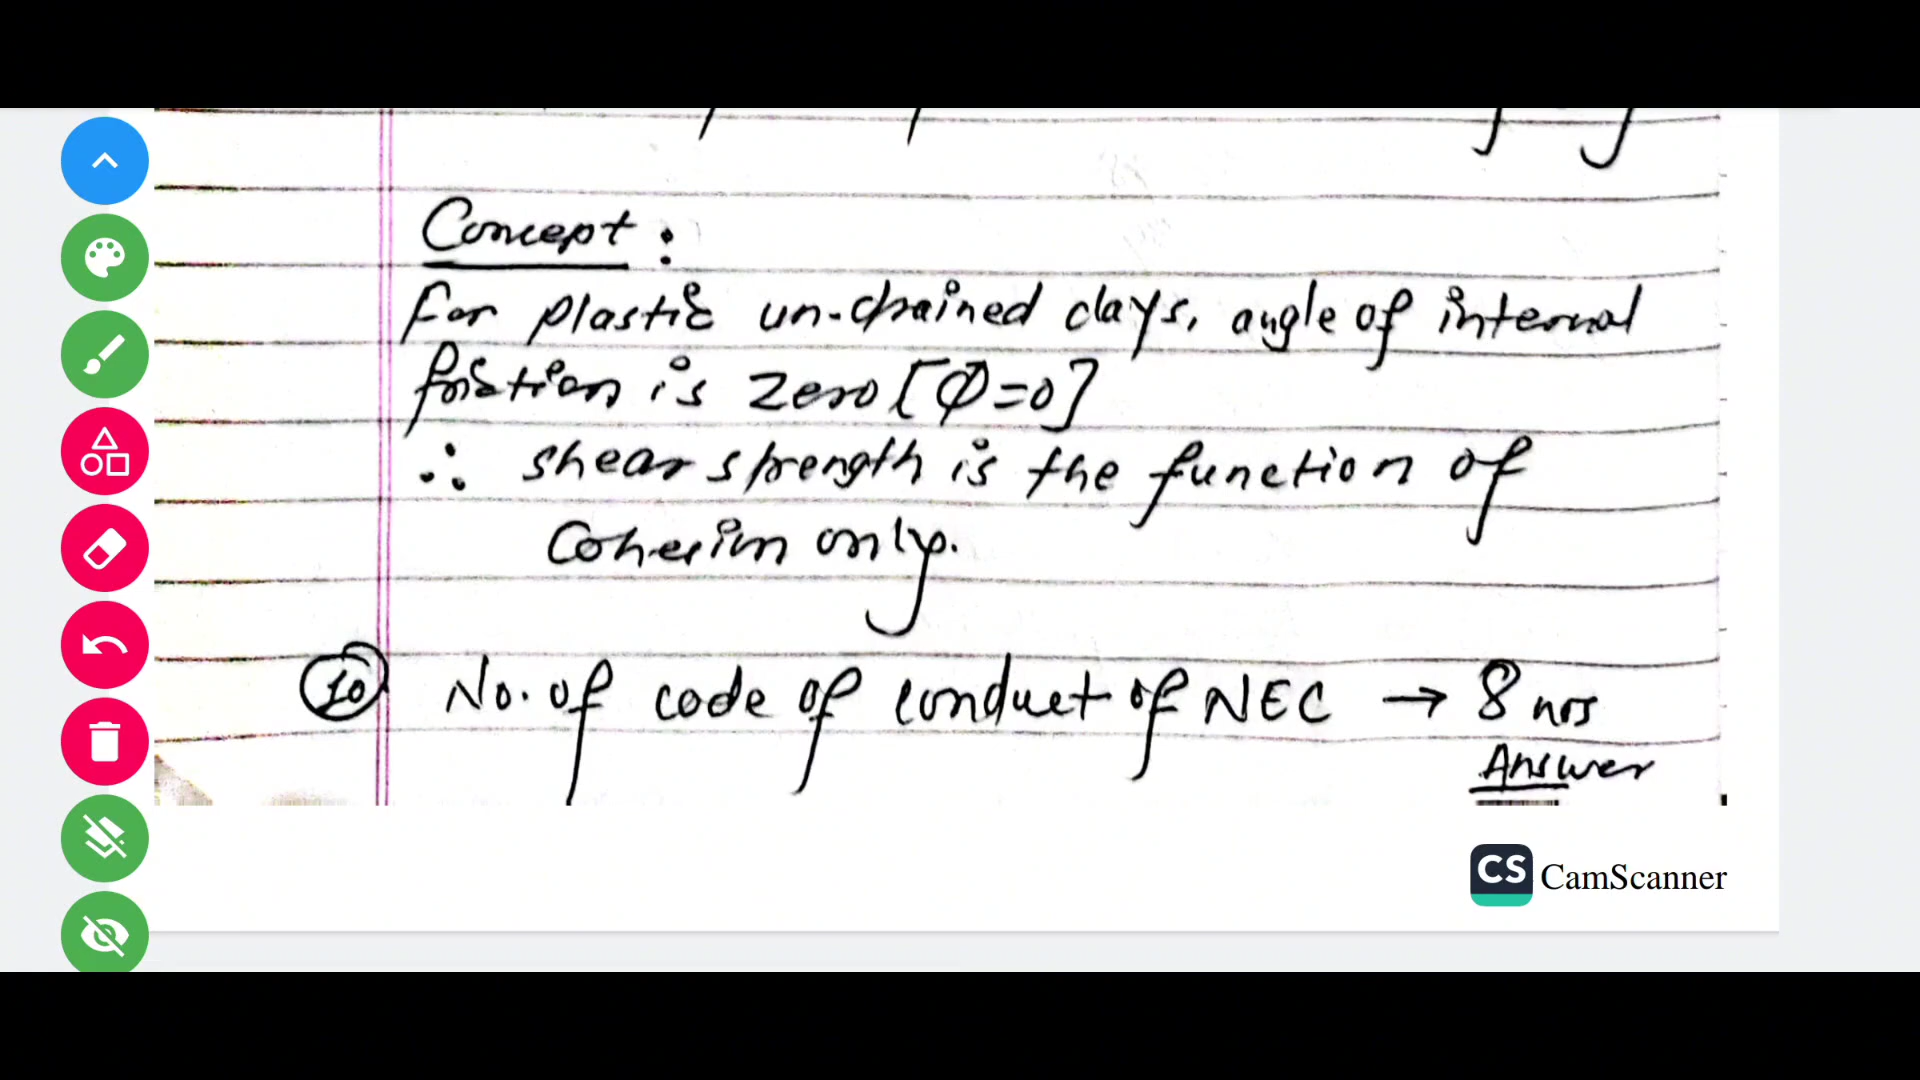 Concept :
For plastic un-drained clays, angle of internal
friction is zero [Φ=0]
∴ shear strength is the function of
Cohesion only.
10 No. of code of conduct of NEC → 8 nos
Answer
CS CamScanner